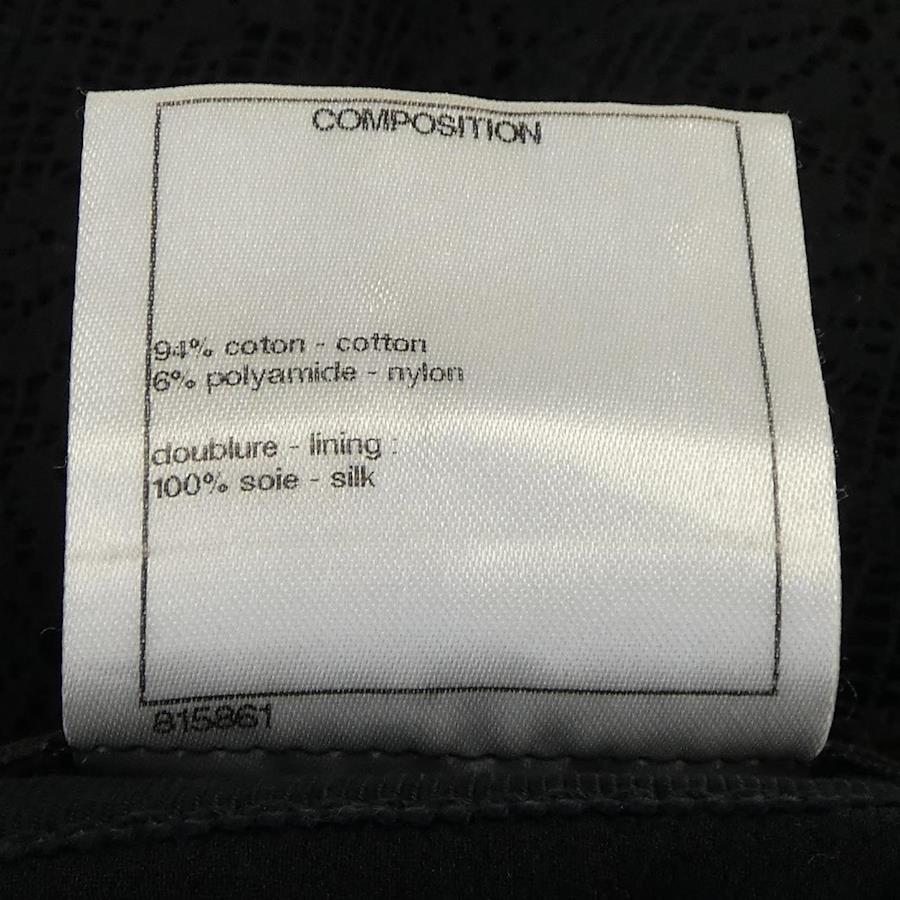 COMPOSITION
94% coton - cotton
6% polyamide - nylon
doublure - lining :
100% soie - silk
815861